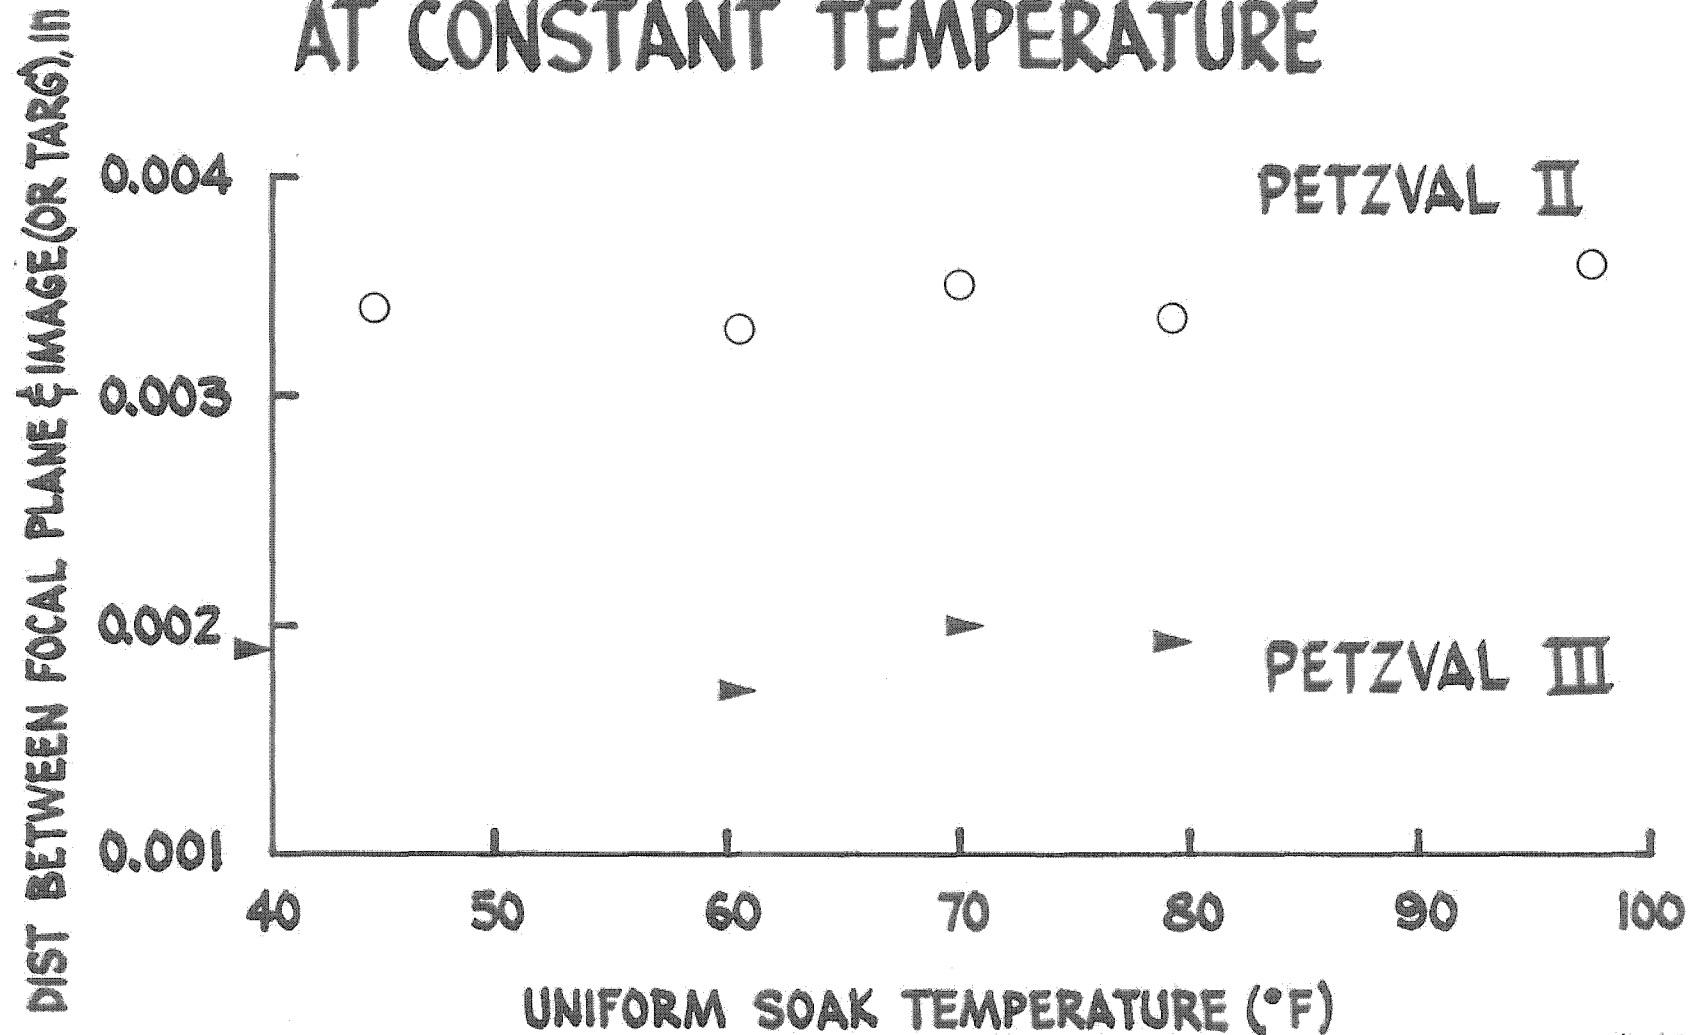 AT CONSTANT TEMPERATURE
DIST BETWEEN FOCAL PLANE & IMAGE (OR TARG), in
0.004
0.003
0.002
0.001
PETZVAL II
PETZVAL III
40 50 60 70 80 90 100
UNIFORM SOAK TEMPERATURE (°F)